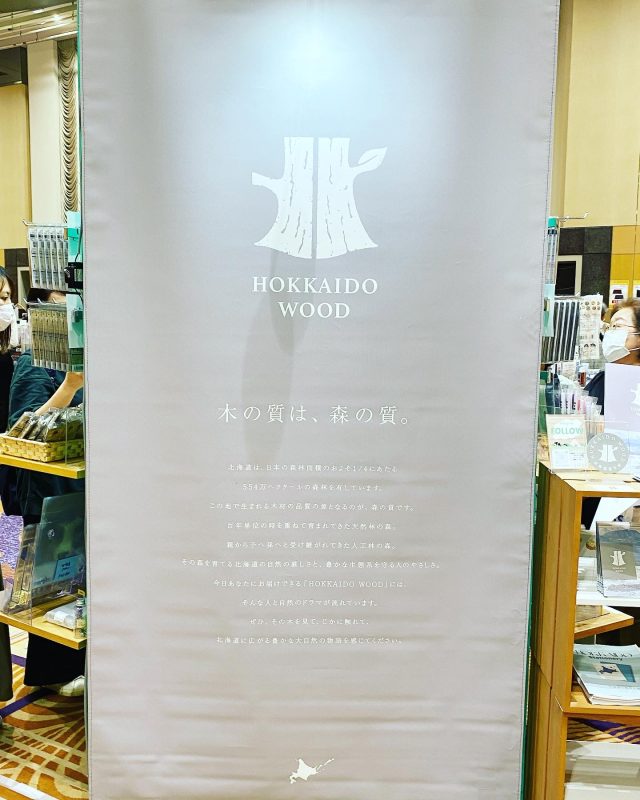 HOKKAIDO
WOOD
木の質は、森の質。
北海道は、日本の森林面積のおよそ1/4にあたる
554万ヘクタールの森林を有しています。
この地で生まれる木材の品質の源となるのが、森の質です。
百年単位の時を重ねて育まれてきた天然林の森。
親から子へ孫へと受け継がれてきた人工林の森。
その森を育てる北海道の自然の厳しさと、豊かな生態系を守る人のやさしさ。
今日あなたにお届けできる「HOKKAIDO WOOD」には、
そんな人と自然のドラマが流れています。
ぜひ、その木を見て、じかに触れて、
北海道に広がる豊かな大自然の物語を感じてください。
FOLLOW
Stationery